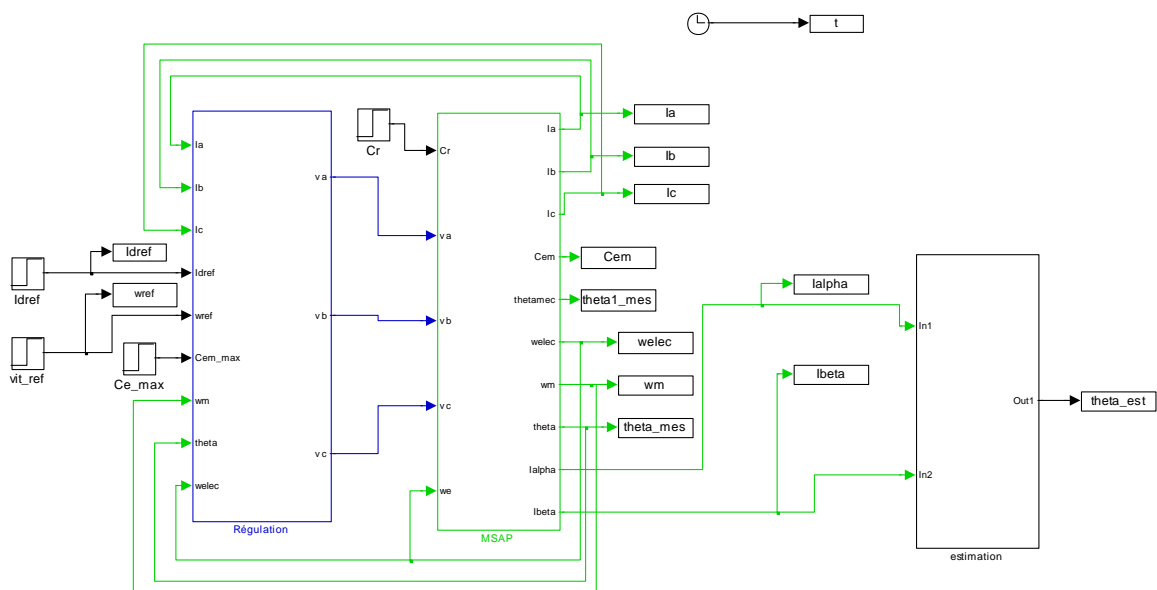 t
Ia
Ib
Ic
Idref
wref
Idref
vit_ref
Ce_max
Ia
Ib
Ic
Idref
wref
Cem_max
wm
theta
welec
va
vb
vc
Régulation
Cr
Cr
va
vb
vc
we
Ia
Ib
Ic
Cem
thetamec
welec
wm
theta
Ialpha
Ibeta
MSAP
Cem
theta1_mes
welec
wm
theta_mes
Ialpha
Ibeta
In1
In2
Out1
estimation
theta_est